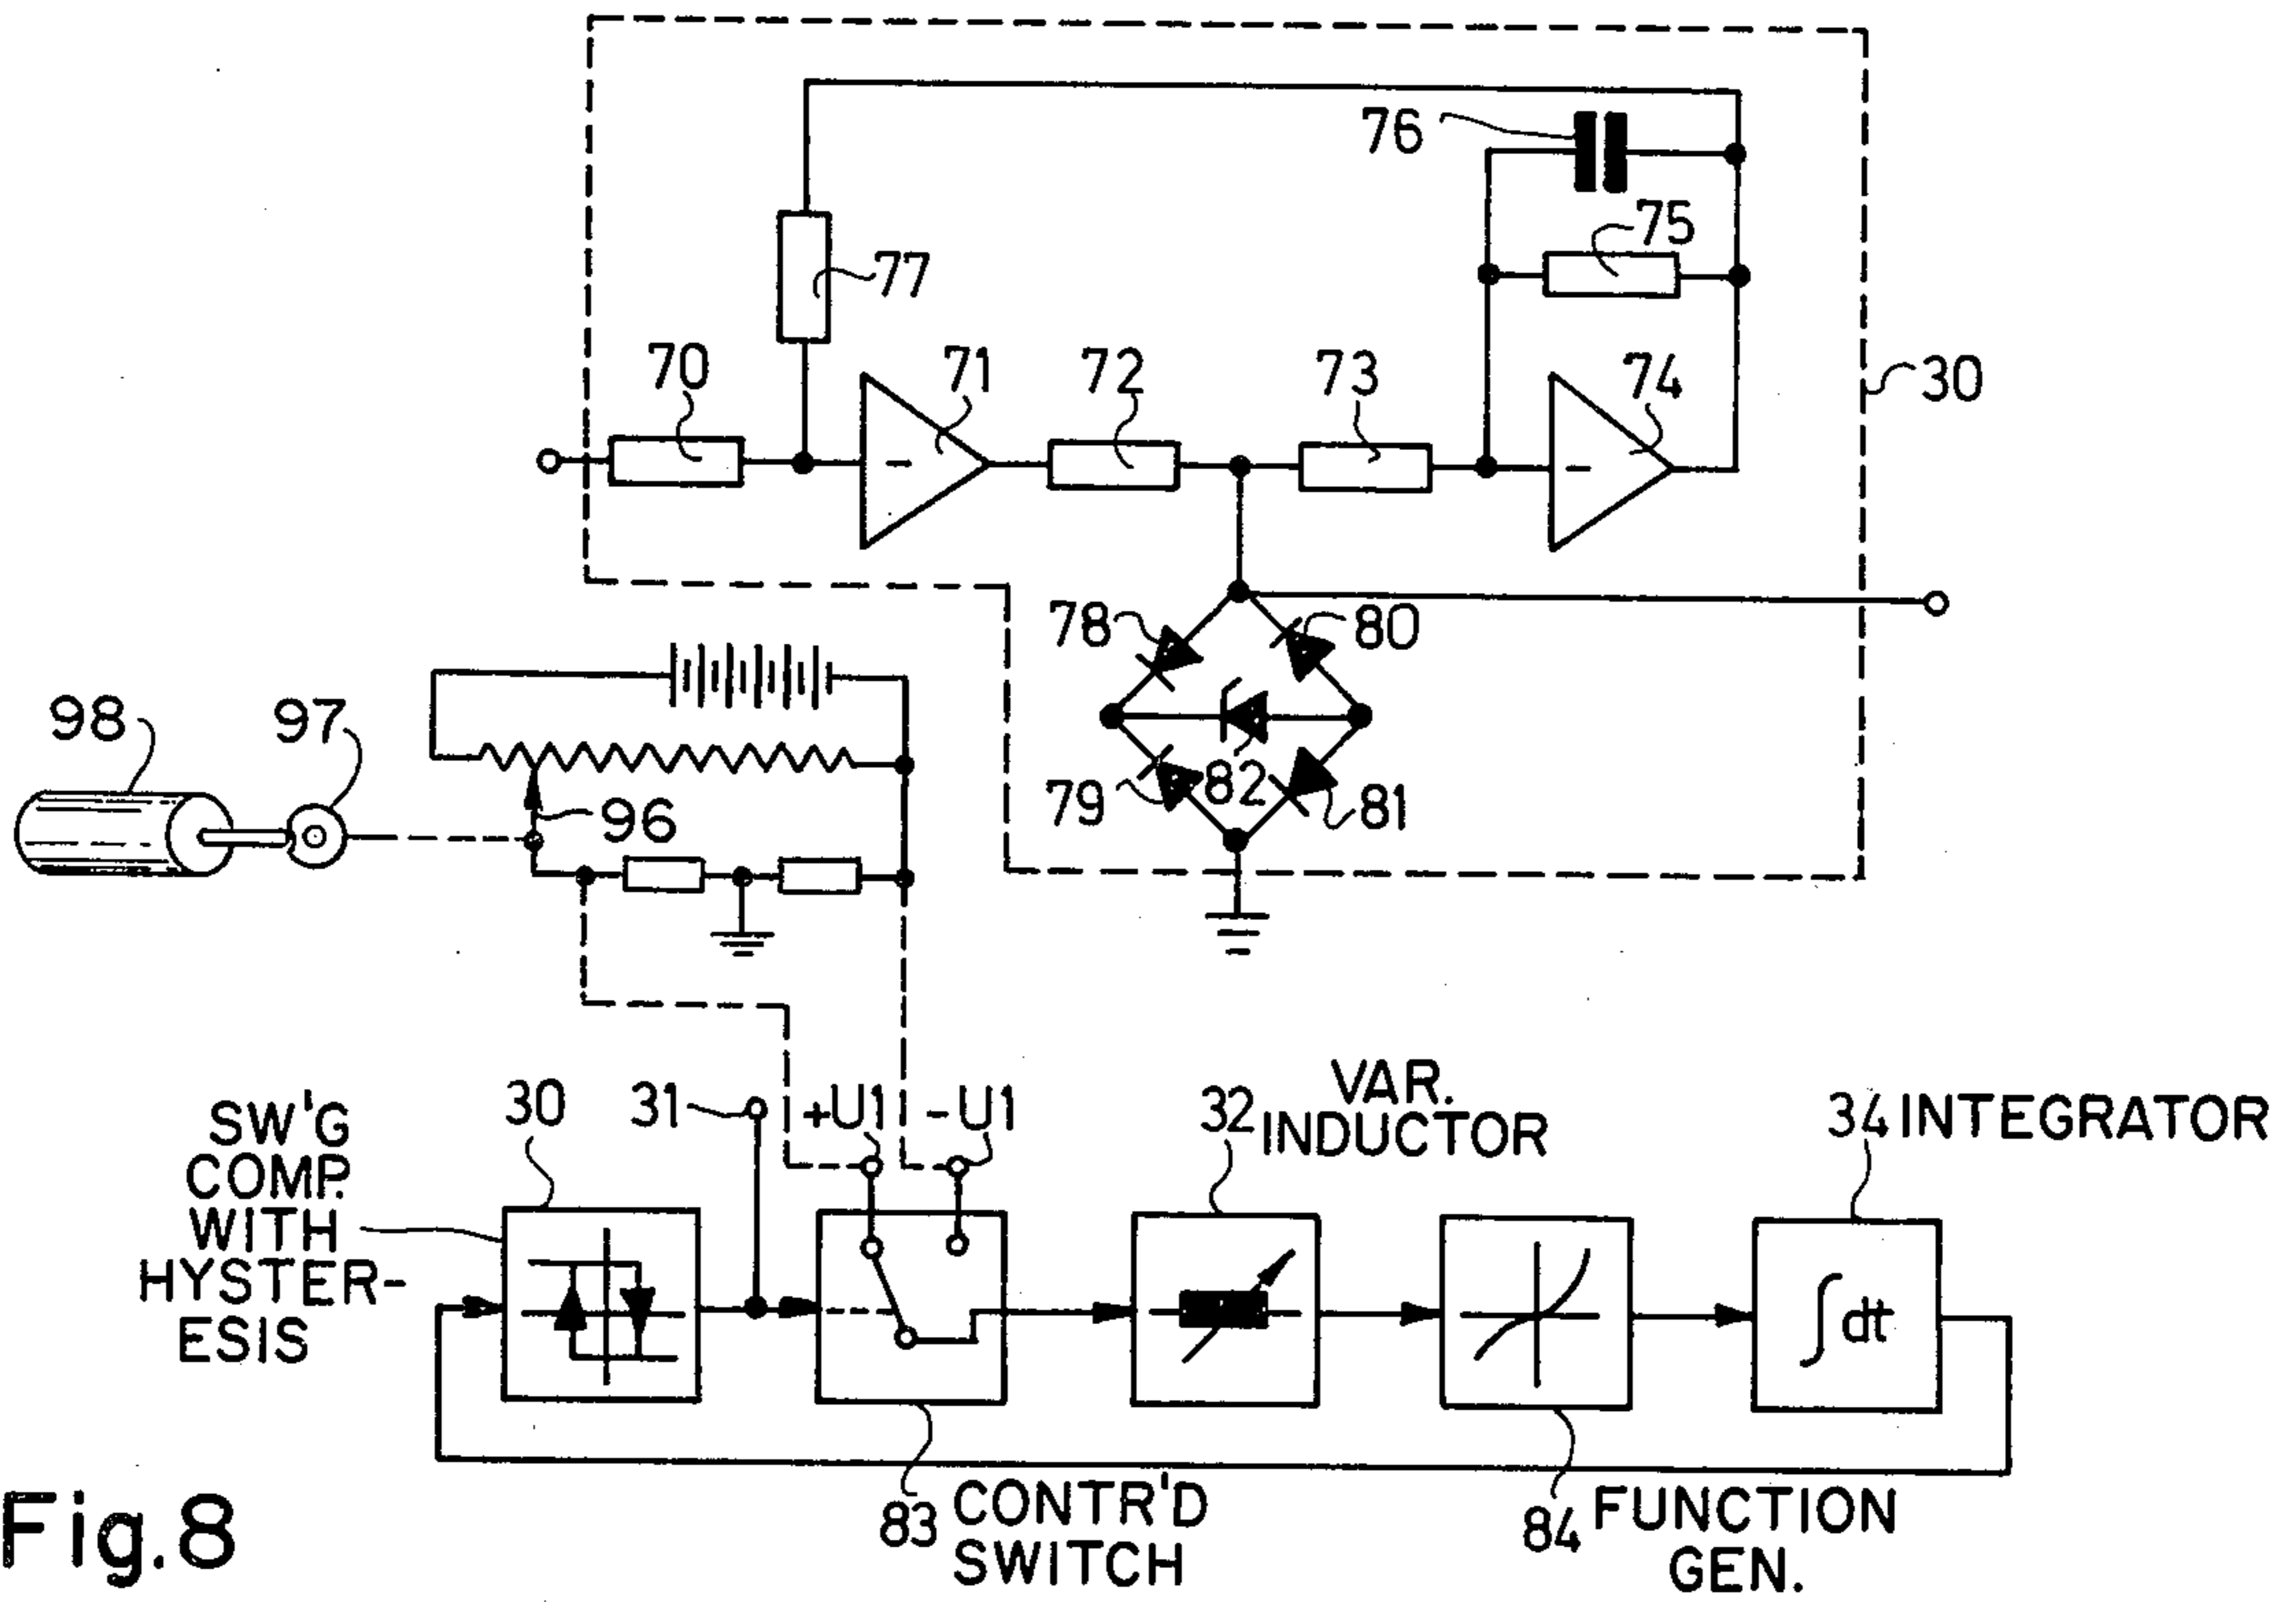 76
75
77
70
71
72
73
74
30
78
80
98
97
96
79
82
81
SW'G
COMP.
WITH
HYSTER-
ESIS
30
31
+U1
-U1
32
VAR.
INDUCTOR
34 INTEGRATOR
∫dt
83
CONTR'D
SWITCH
84
FUNCTION
GEN.
Fig.8